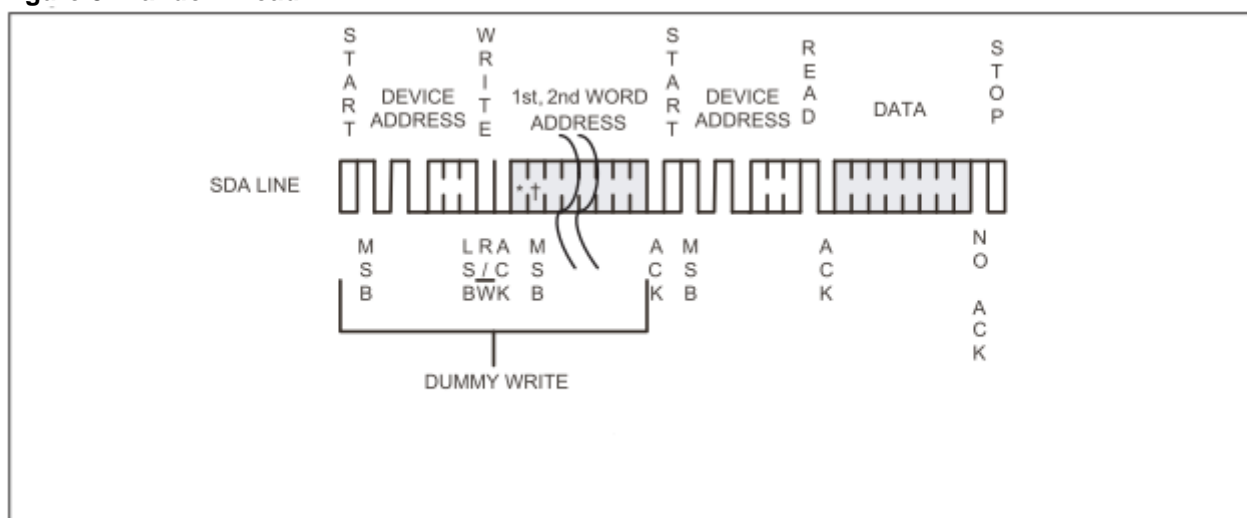 START
WRITE
START
READ
STOP
DEVICE
ADDRESS
1st, 2nd WORD
ADDRESS
DEVICE
ADDRESS
DATA
SDA LINE
* †
MSB
LSB
R/W
ACK
MSB
ACK
MSB
ACK
NO ACK
DUMMY WRITE